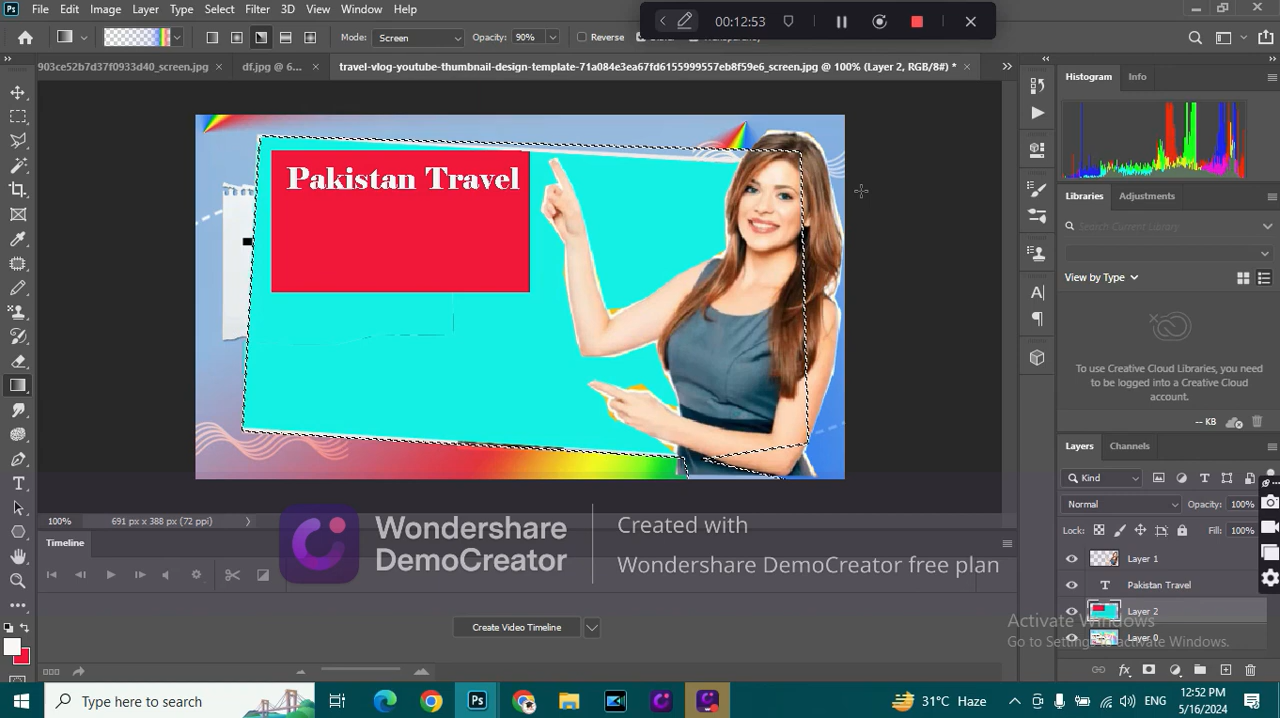 File Edit Image Layer Type Select Filter 3D View Window Help
00:12:53
Mode: Screen Opacity: 90% Reverse
903ce52b7d37f0933d40_screen.jpg df.jpg @ 6... travel-vlog-youtube-thumbnail-design-template-71a084e3ea67fd6155999557eb8f59e6_screen.jpg @ 100% (Layer 2, RGB/8#) *
Histogram Info
Pakistan Travel
Libraries Adjustments
Search Current Library
View by Type
To use Creative Cloud Libraries, you need
to be logged into a Creative Cloud
account.
-- KB
Layers Channels
Kind
Normal Opacity: 100%
Lock: Fill: 100%
Layer 1
Pakistan Travel
Layer 2
Layer 0
100% 691 px x 388 px (72 ppi)
Timeline
Wondershare
DemoCreator
Created with
Wondershare DemoCreator free plan
Create Video Timeline
Activate Windows
Go to Settings to activate Windows.
Type here to search
31°C Haze
ENG
12:52 PM
5/16/2024